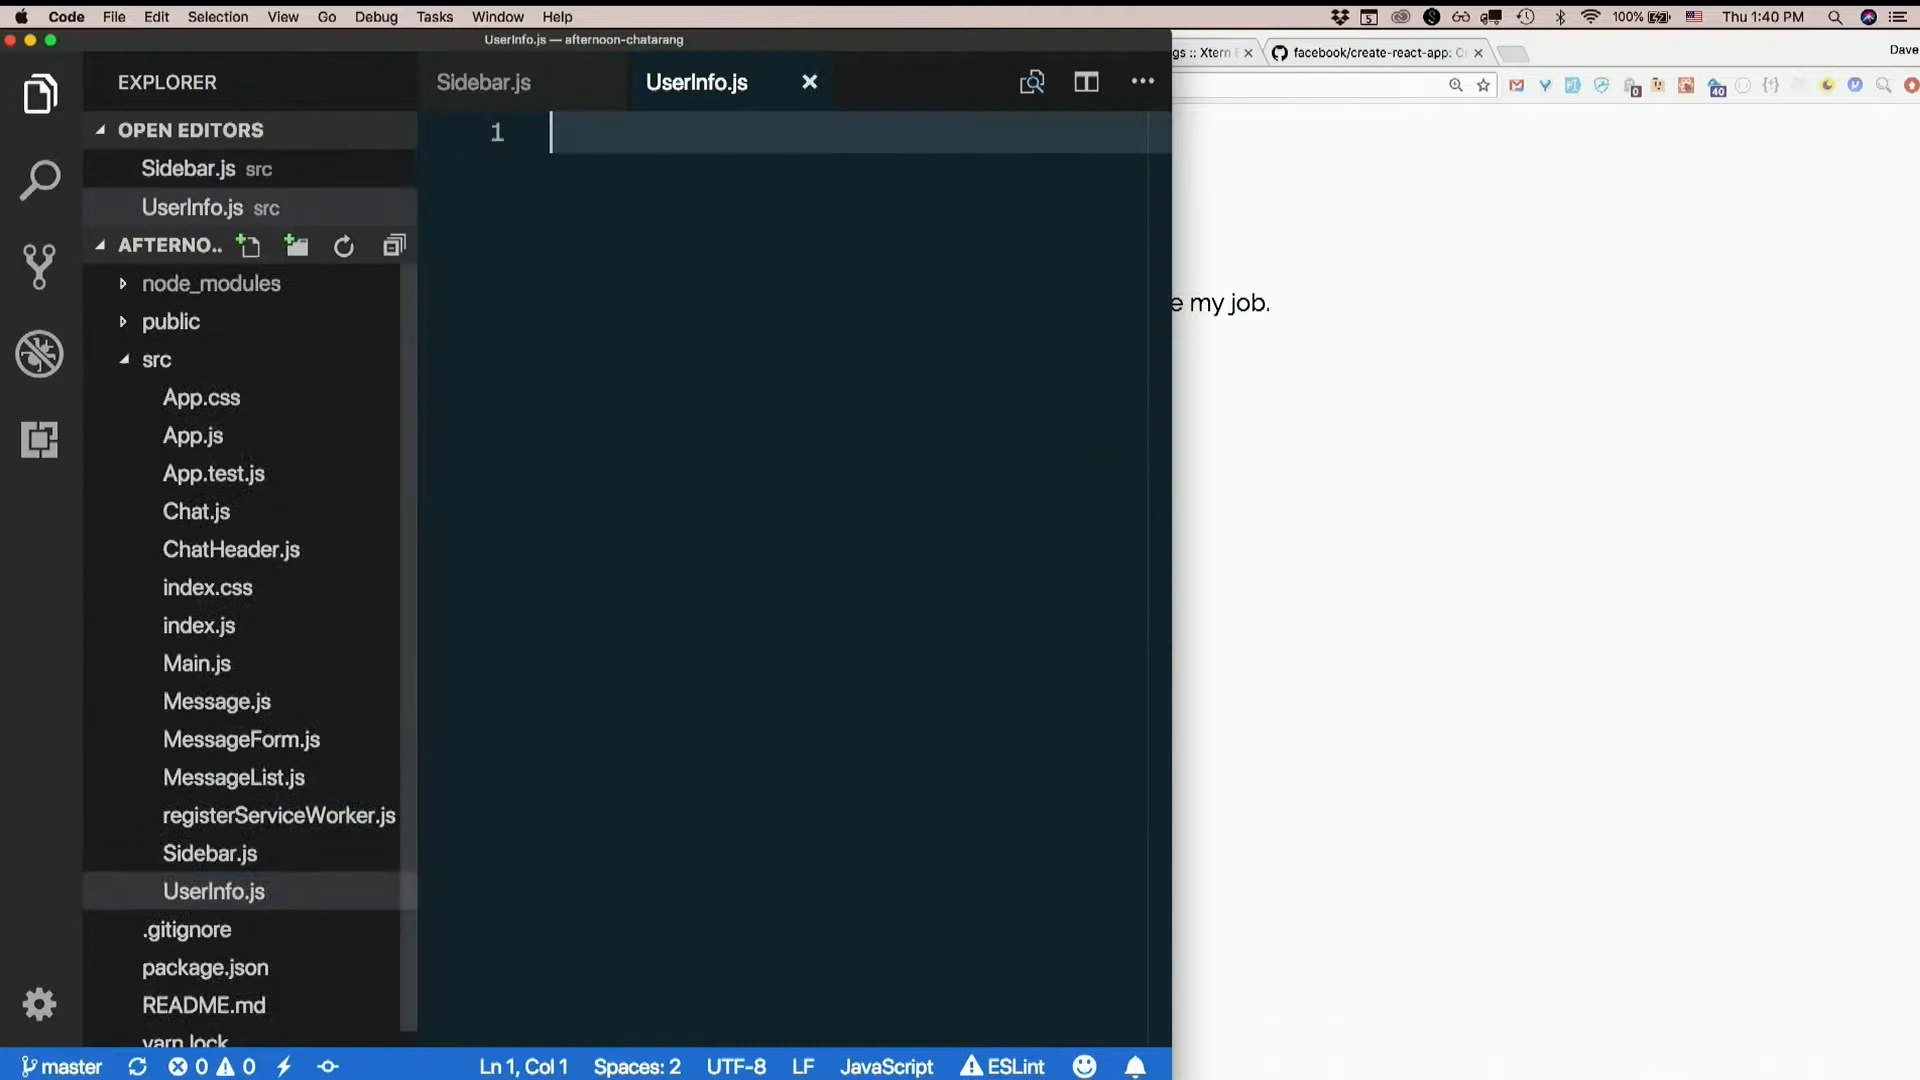 Code File Edit Selection View Go Debug Tasks Window Help
100% Thu 1:40 PM
UserInfo.js — afternoon-chatarang
gs :: Xtern
facebook/create-react-app: C
Dave
EXPLORER
Sidebar.js
UserInfo.js
OPEN EDITORS
1
Sidebar.js src
UserInfo.js src
AFTERNO..
node_modules
public
e my job.
src
App.css
App.js
App.test.js
Chat.js
ChatHeader.js
index.css
index.js
Main.js
Message.js
MessageForm.js
MessageList.js
registerServiceWorker.js
Sidebar.js
UserInfo.js
.gitignore
package.json
README.md
yarn.lock
master 0 0 Ln 1, Col 1 Spaces: 2 UTF-8 LF JavaScript ESLint